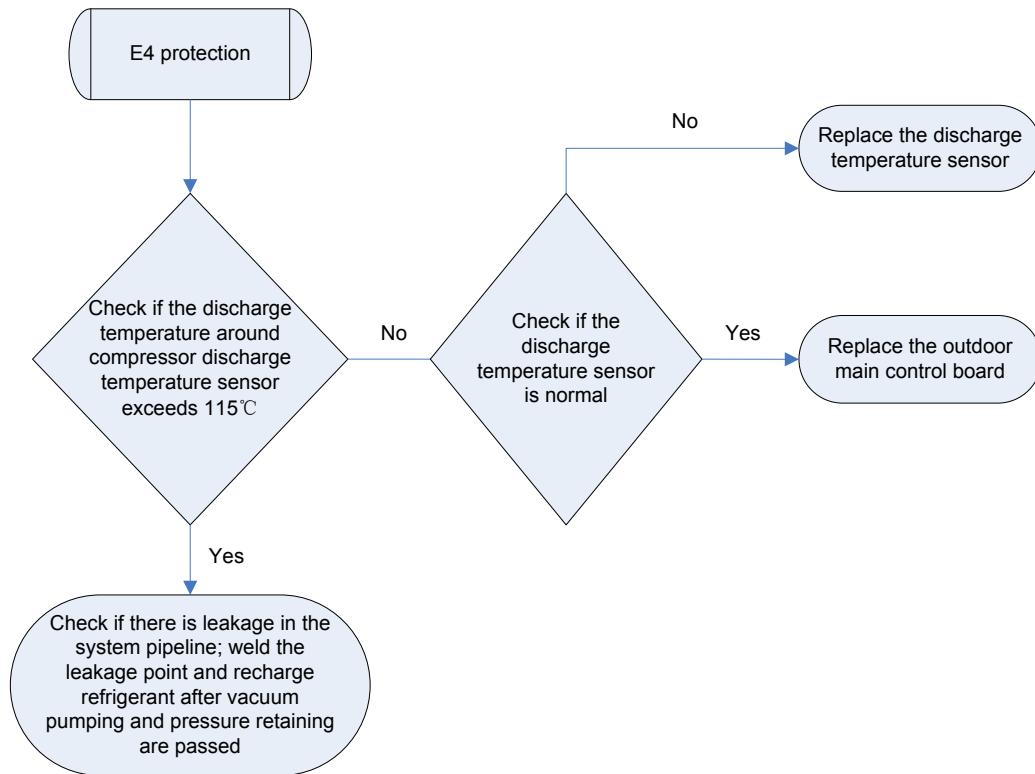 E4 protection
No
Replace the discharge
temperature sensor
Check if the discharge
temperature around
compressor discharge
temperature sensor
exceeds 115℃
No
Check if the
discharge
temperature sensor
is normal
Yes
Replace the outdoor
main control board
Yes
Check if there is leakage in the
system pipeline; weld the
leakage point and recharge
refrigerant after vacuum
pumping and pressure retaining
are passed